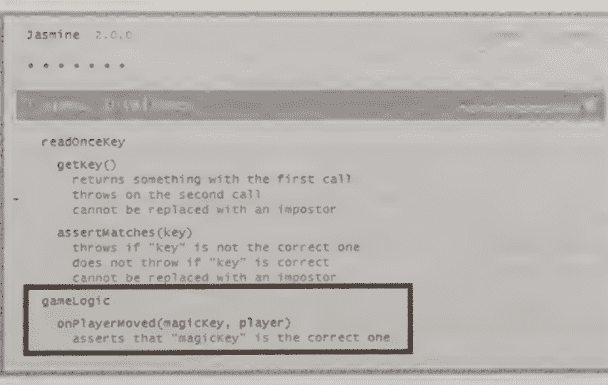 Jasmine 2.0.0
• • • • • • •
readOnceKey
getKey()
returns something with the first call
throws on the second call
cannot be replaced with an impostor
assertMatches(key)
throws if "key" is not the correct one
does not throw if "key" is correct
cannot be replaced with an impostor
gameLogic
onPlayerMoved(magicKey, player)
asserts that "magicKey" is the correct one